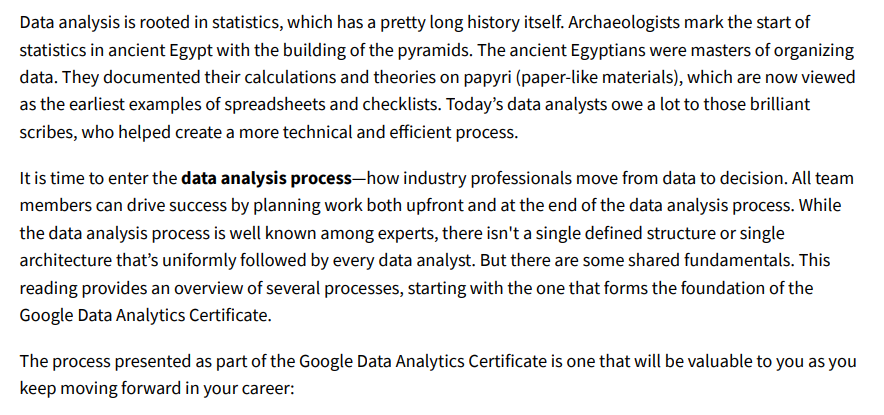 Data analysis is rooted in statistics, which has a pretty long history itself. Archaeologists mark the start of
statistics in ancient Egypt with the building of the pyramids. The ancient Egyptians were masters of organizing
data. They documented their calculations and theories on papyri (paper-like materials), which are now viewed
as the earliest examples of spreadsheets and checklists. Today’s data analysts owe a lot to those brilliant
scribes, who helped create a more technical and efficient process.
It is time to enter the data analysis process—how industry professionals move from data to decision. All team
members can drive success by planning work both upfront and at the end of the data analysis process. While
the data analysis process is well known among experts, there isn't a single defined structure or single
architecture that’s uniformly followed by every data analyst. But there are some shared fundamentals. This
reading provides an overview of several processes, starting with the one that forms the foundation of the
Google Data Analytics Certificate.
The process presented as part of the Google Data Analytics Certificate is one that will be valuable to you as you
keep moving forward in your career: